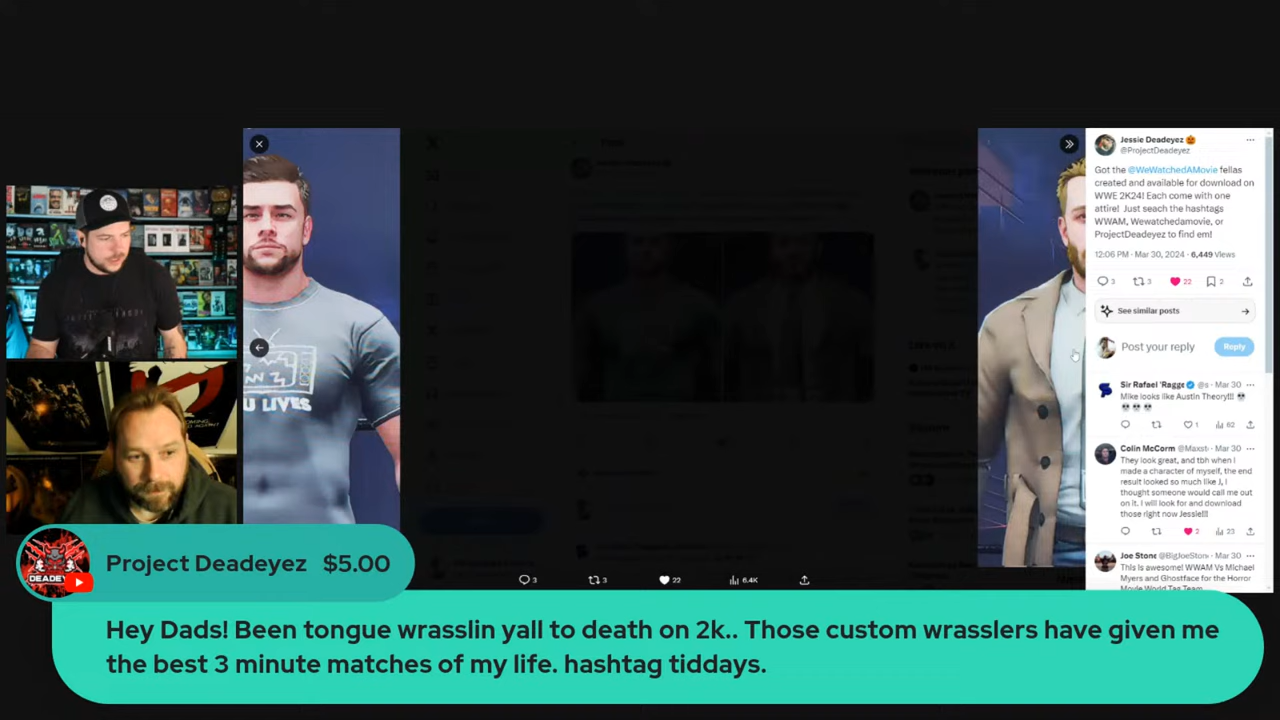 Jessie Deadeyez
@ProjectDeadeyez
Got the @WeWatchedAMovie fellas
created and available for download on
WWE 2K24! Each come with one
attire! Just seach the hashtags
WWAM, Wewatchedamovie, or
ProjectDeadeyez to find em!
12:06 PM · Mar 30, 2024 · 6,449 Views
3
3
22
2
See similar posts
Post your reply
Reply
Sir Rafael 'Ragge @s · Mar 30
Mike looks like Austin Theory!!!
1
62
Colin McCorm @Maxst · Mar 30
They look great, and tbh when I
made a character of myself, the end
result looked so much like J, I
thought someone would call me out
on it. I will look for and download
those right now Jessie!!!
2
23
Joe Stone @BigJoeSton · Mar 30
This is awesome! WWAM Vs Michael
Myers and Ghostface for the Horror
Movie World Tag Team
U LIVES
3
3
22
6.4K
DEADEY
Project Deadeyez $5.00
Hey Dads! Been tongue wrasslin yall to death on 2k.. Those custom wrasslers have given me
the best 3 minute matches of my life. hashtag tiddays.